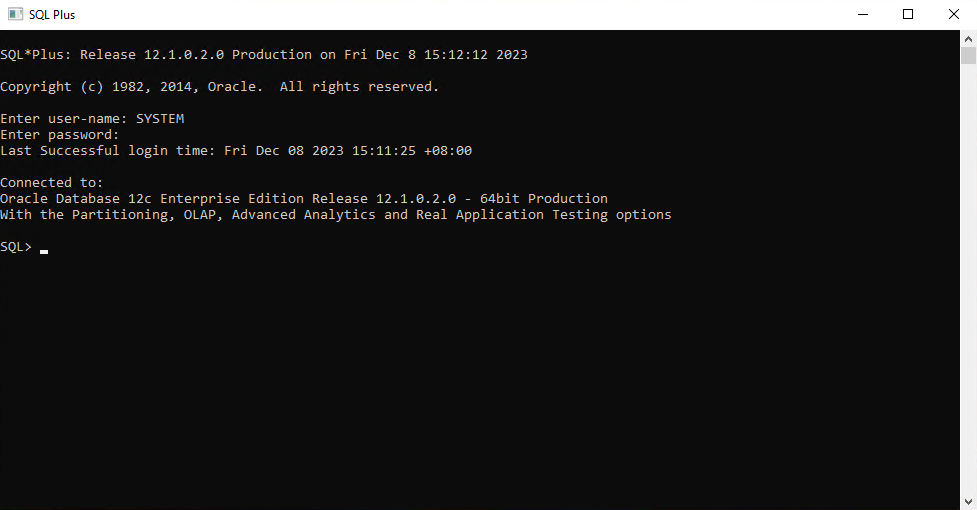 SQL Plus
SQL*Plus: Release 12.1.0.2.0 Production on Fri Dec 8 15:12:12 2023
Copyright (c) 1982, 2014, Oracle.  All rights reserved.
Enter user-name: SYSTEM
Enter password:
Last Successful login time: Fri Dec 08 2023 15:11:25 +08:00
Connected to:
Oracle Database 12c Enterprise Edition Release 12.1.0.2.0 - 64bit Production
With the Partitioning, OLAP, Advanced Analytics and Real Application Testing options
SQL>